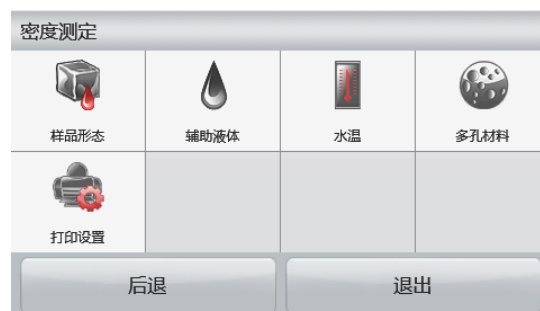 密度测定
样品形态 辅助液体 水温 多孔材料
打印设置
后退 退出